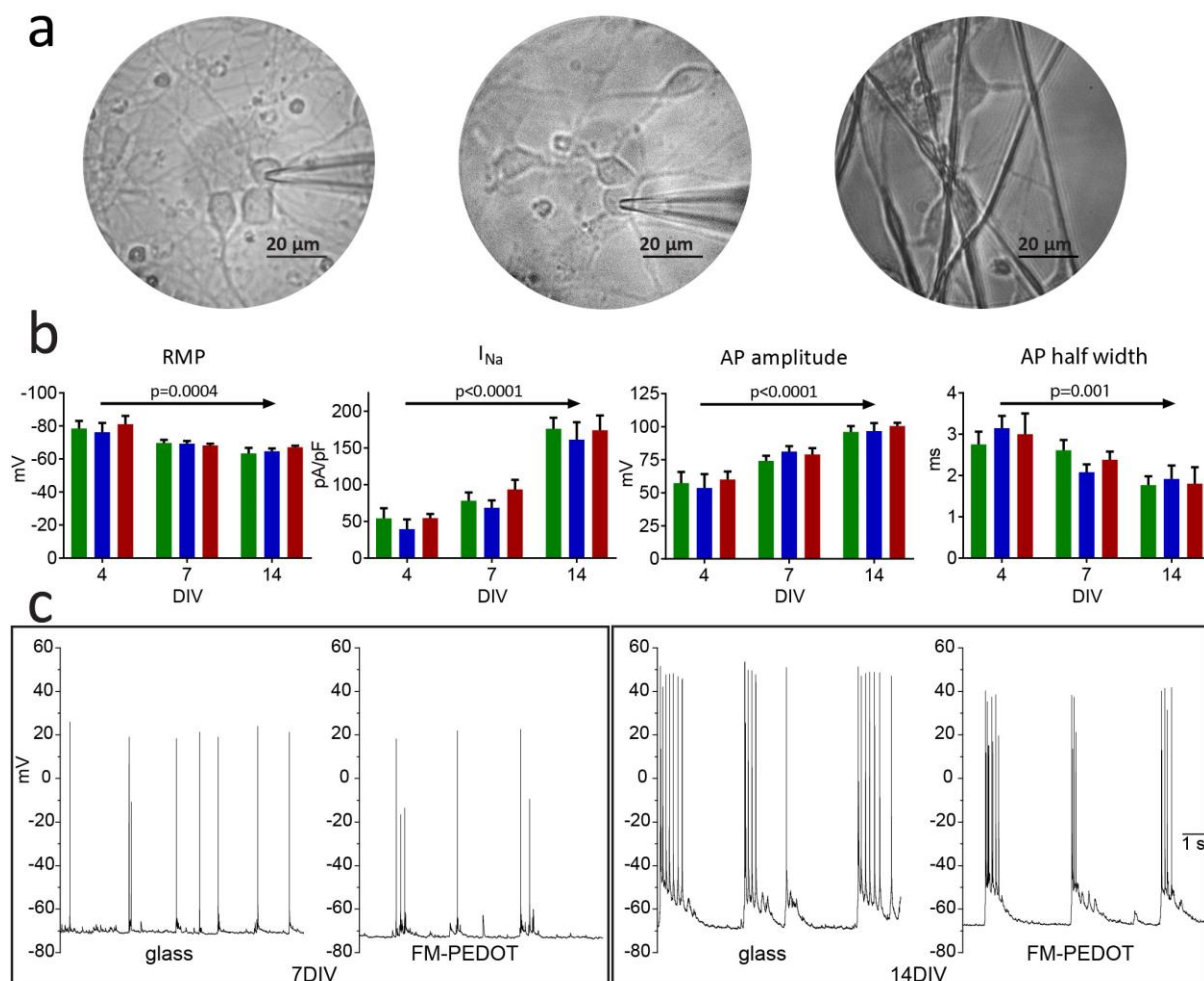 a
20 μm
20 μm
20 μm
b
RMP
I_Na
AP amplitude
AP half width
p=0.0004
p<0.0001
p<0.0001
p=0.001
-100
-80
-60
-40
-20
0
mV
4
7
14
DIV
200
150
100
50
0
pA/pF
4
7
14
DIV
125
100
75
50
25
0
mV
4
7
14
DIV
4
3
2
1
0
ms
4
7
14
DIV
c
60
40
20
0
-20
-40
-60
-80
mV
glass
60
40
20
0
-20
-40
-60
-80
FM-PEDOT
7DIV
60
40
20
0
-20
-40
-60
-80
glass
60
40
20
0
-20
-40
-60
-80
1 s
FM-PEDOT
14DIV